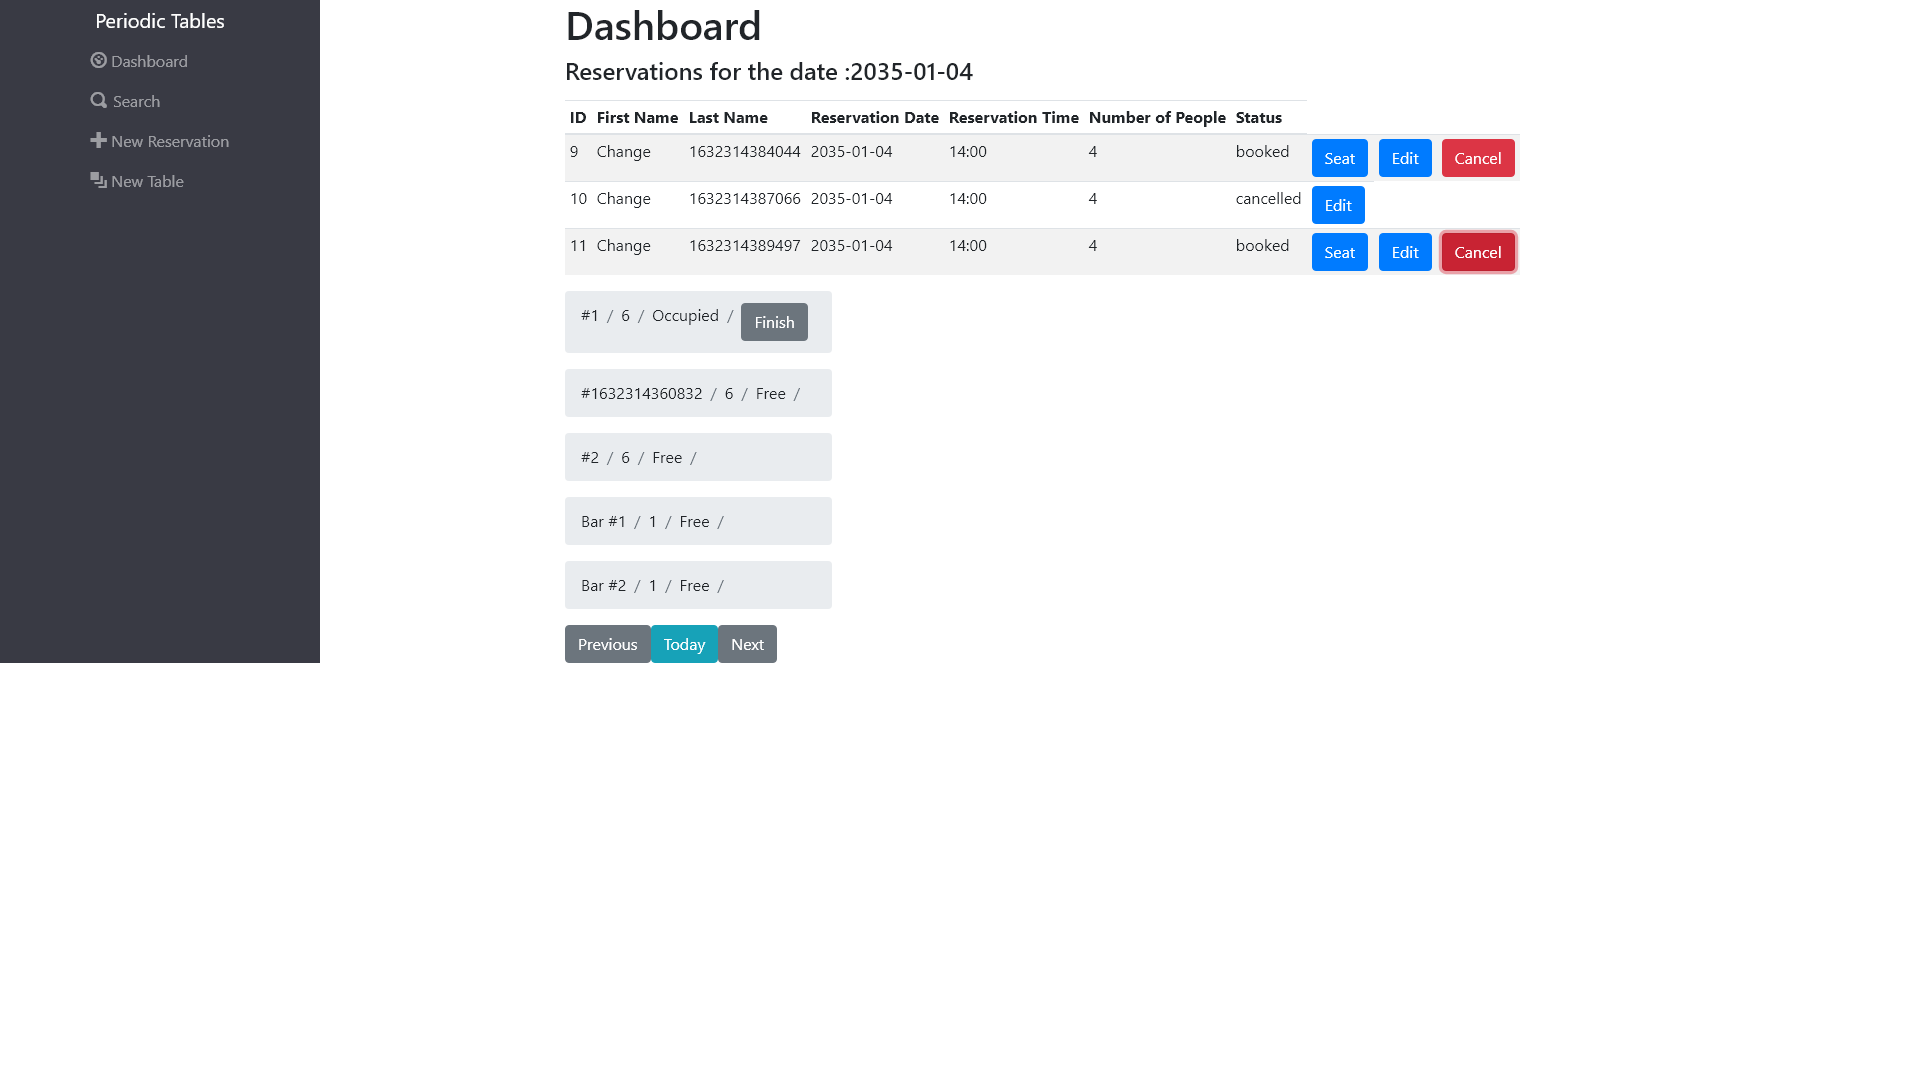 Periodic Tables
Dashboard
Search
New Reservation
New Table
Dashboard
Reservations for the date :2035-01-04
ID First Name Last Name Reservation Date Reservation Time Number of People Status
9 Change 1632314384044 2035-01-04 14:00 4 booked Seat Edit Cancel
10 Change 1632314387066 2035-01-04 14:00 4 cancelled Edit
11 Change 1632314389497 2035-01-04 14:00 4 booked Seat Edit Cancel
#1 / 6 / Occupied / Finish
#1632314360832 / 6 / Free /
#2 / 6 / Free /
Bar #1 / 1 / Free /
Bar #2 / 1 / Free /
Previous Today Next